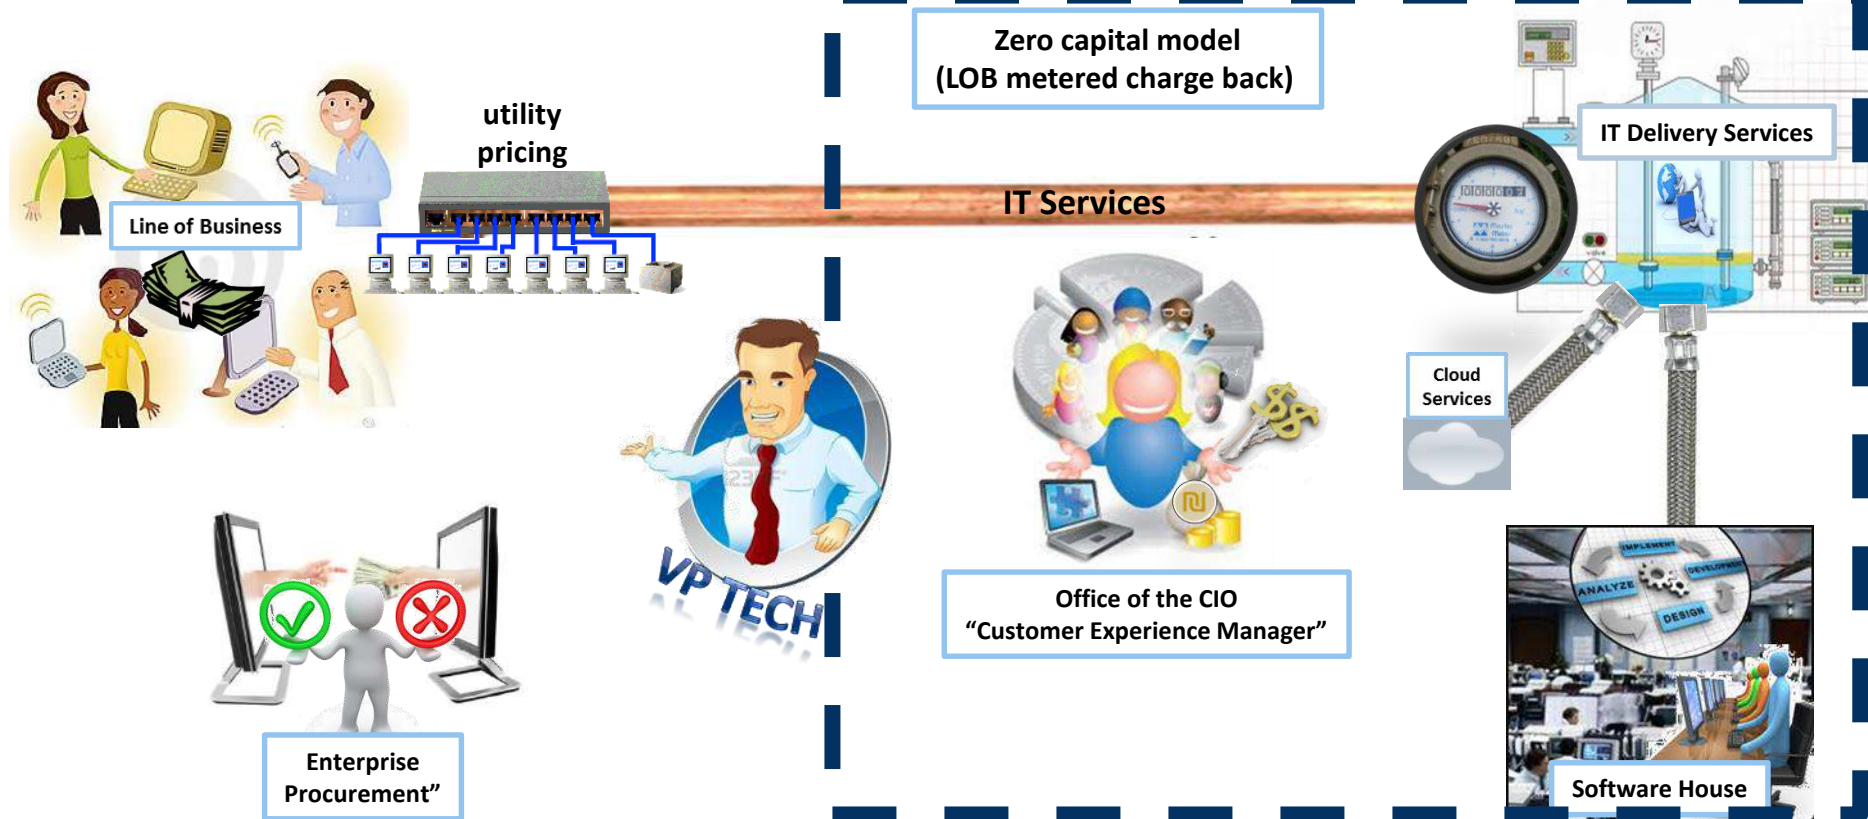 Zero capital model
(LOB metered charge back)
utility
pricing
IT Delivery Services
Line of Business
IT Services
valve
Cloud
Services
VP TECH
IMPLEMENT
DEVELOPMENT
ANALYZE
DESIGN
Office of the CIO
“Customer Experience Manager”
Enterprise
Procurement”
Software House